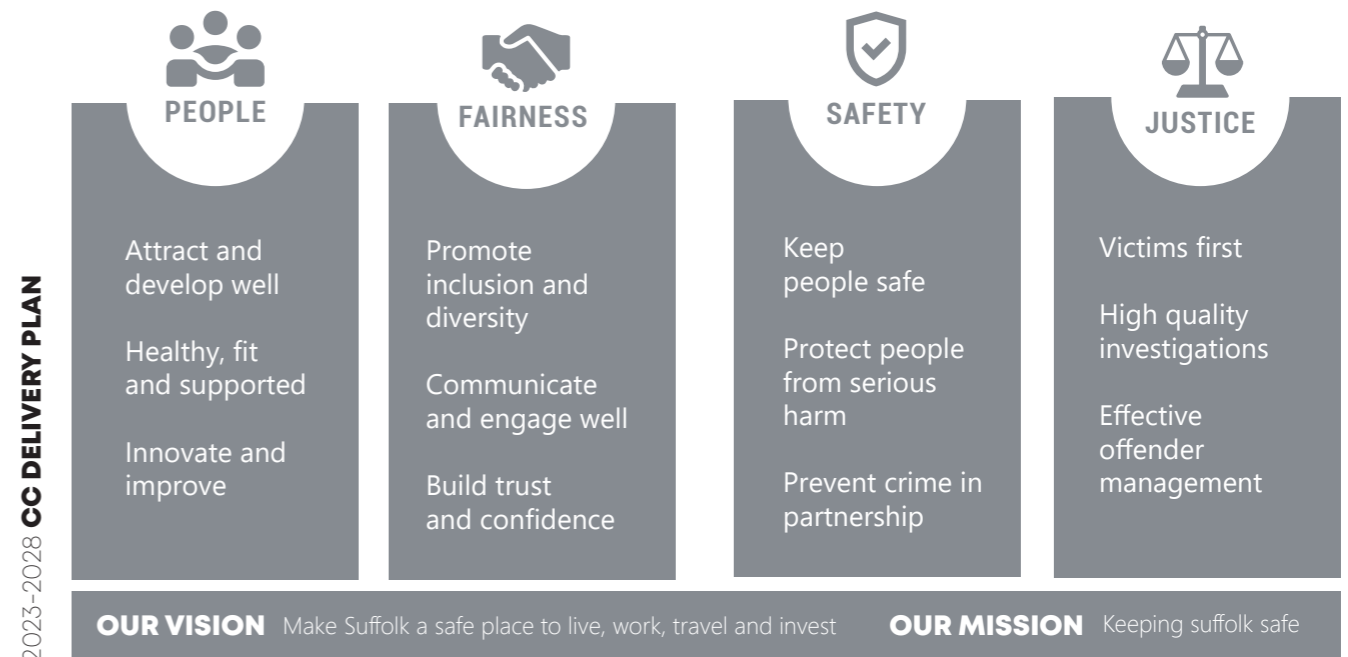 PEOPLE
Attract and
develop well
Healthy, fit
and supported
Innovate and
improve
FAIRNESS
Promote
inclusion and
diversity
Communicate
and engage well
Build trust
and confidence
SAFETY
Keep
people safe
Protect people
from serious
harm
Prevent crime in
partnership
JUSTICE
Victims first
High quality
investigations
Effective
offender
management
2023-2028 CC DELIVERY PLAN
OUR VISION Make Suffolk a safe place to live, work, travel and invest
OUR MISSION Keeping suffolk safe